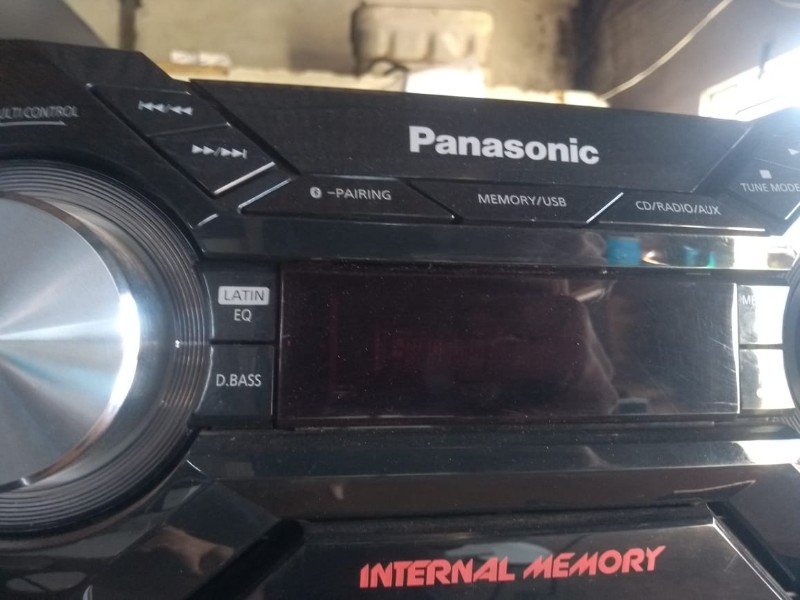 MULTI CONTROL
Panasonic
-PAIRING
MEMORY/USB
CD/RADIO/AUX
TUNE MODE
LATIN
EQ
D.BASS
INTERNAL MEMORY